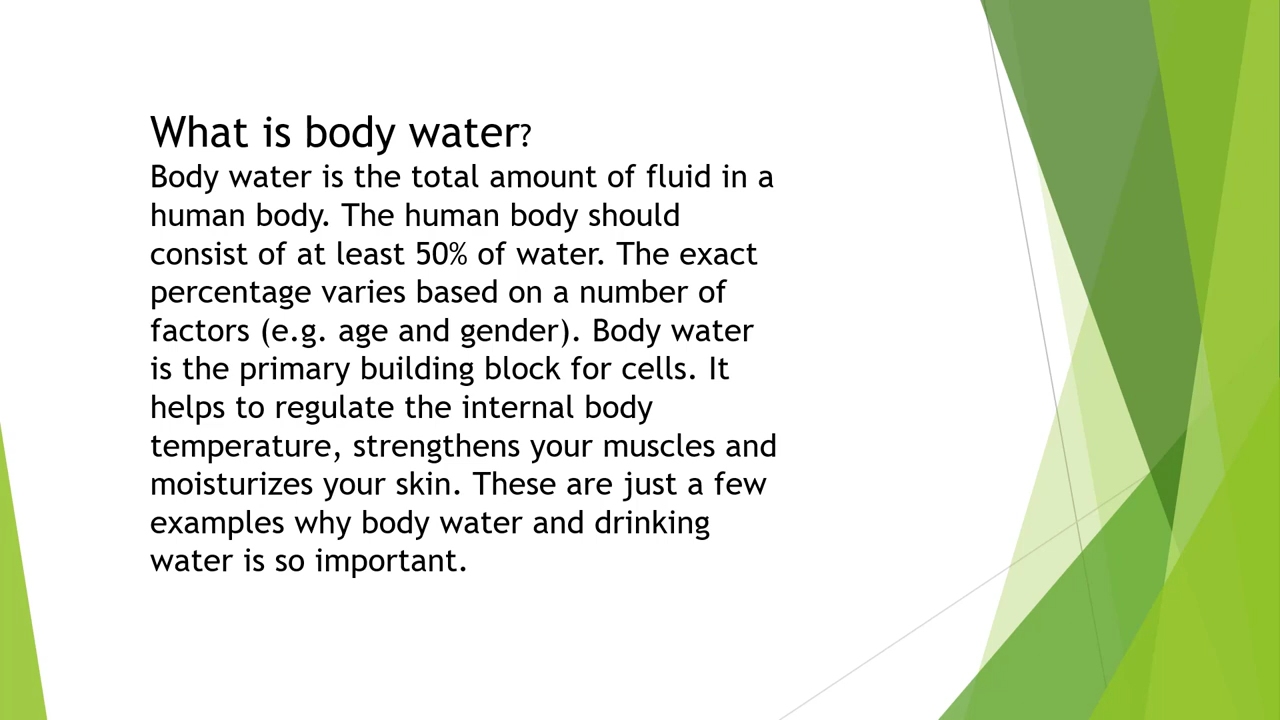 What is body water?
Body water is the total amount of fluid in a
human body. The human body should
consist of at least 50% of water. The exact
percentage varies based on a number of
factors (e.g. age and gender). Body water
is the primary building block for cells. It
helps to regulate the internal body
temperature, strengthens your muscles and
moisturizes your skin. These are just a few
examples why body water and drinking
water is so important.